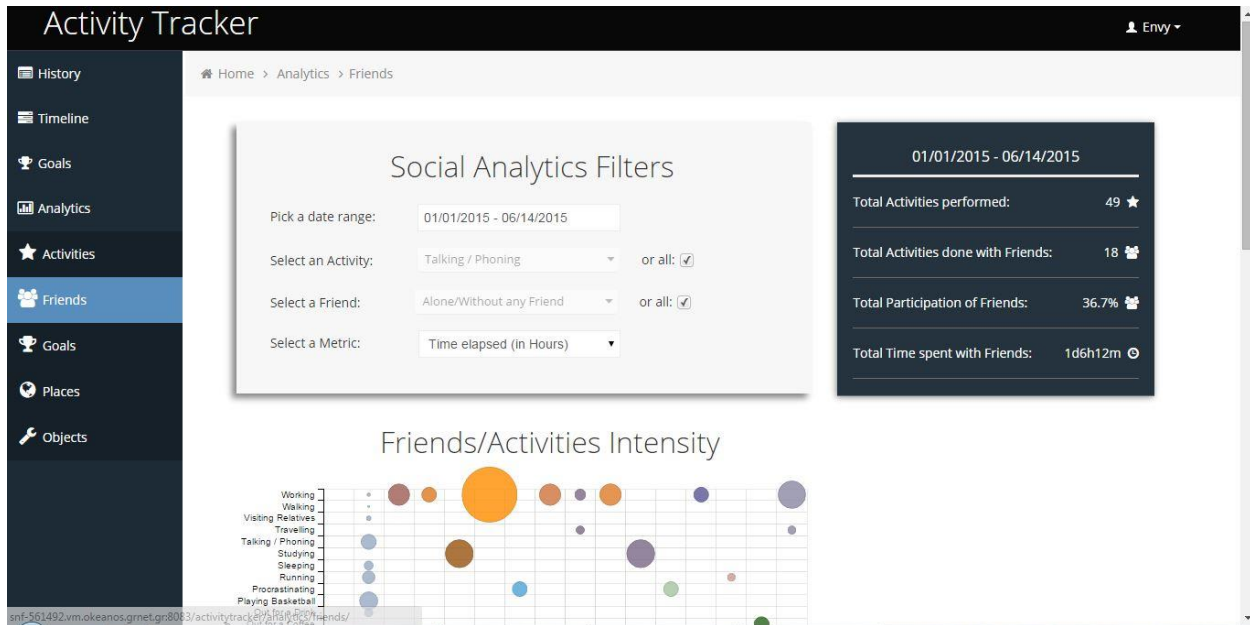 Activity Tracker
Envy
History
Timeline
Goals
Analytics
Activities
Friends
Goals
Places
Objects
Home > Analytics > Friends
Social Analytics Filters
Pick a date range: 01/01/2015 - 06/14/2015
Select an Activity: Talking / Phoning or all:
Select a Friend: Alone/Without any Friend or all:
Select a Metric: Time elapsed (in Hours)
01/01/2015 - 06/14/2015
Total Activities performed: 49
Total Activities done with Friends: 18
Total Participation of Friends: 36.7%
Total Time spent with Friends: 1d6h12m
Friends/Activities Intensity
Working
Walking
Visiting Relatives
Travelling
Talking / Phoning
Studying
Sleeping
Running
Procrastinating
Playing Basketball
Out for a Drink
snf-561492.vm.okeanos.grnet.gr:8083/activitytracker/analytics/friends/